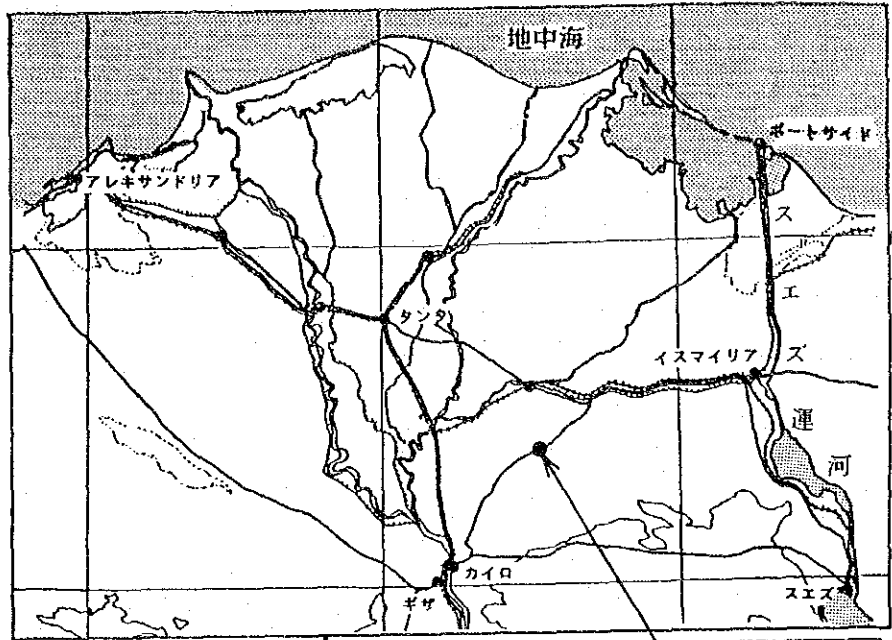 地中海
ポートサイド
アレキサンドリア
タンタ
イスマイリア
スエズ運河
カイロ
ギザ
スエズ